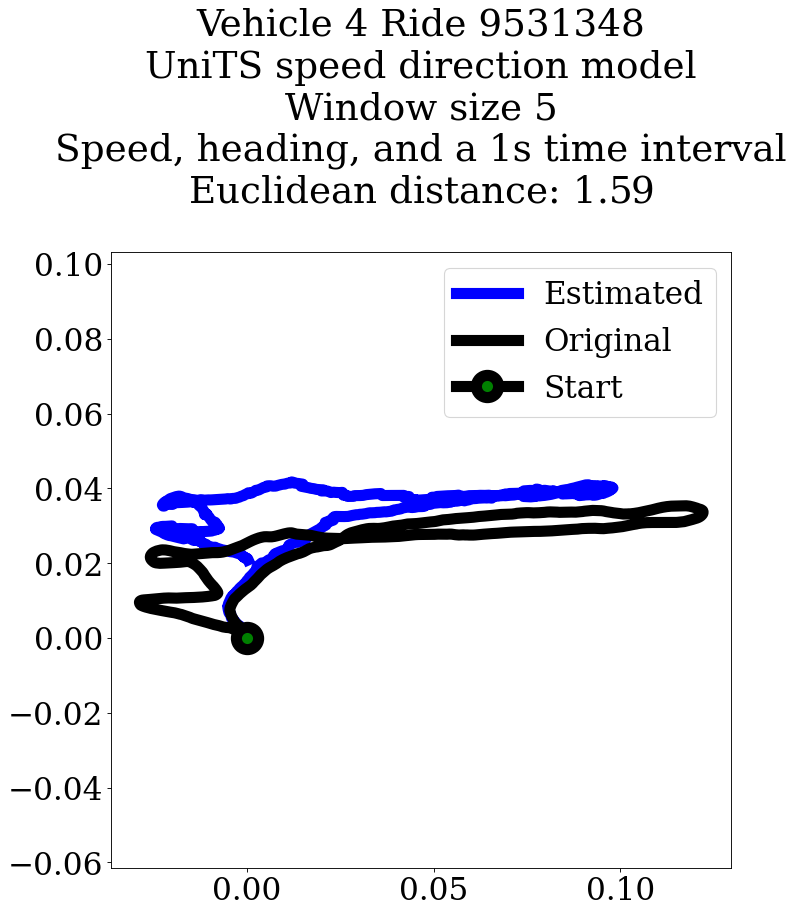 Vehicle 4 Ride 9531348
UniTS speed direction model
Window size 5
Speed, heading, and a 1s time interval
Euclidean distance: 1.59
Estimated
Original
Start
0.10
0.08
0.06
0.04
0.02
0.00
−0.02
−0.04
−0.06
0.00 0.05 0.10